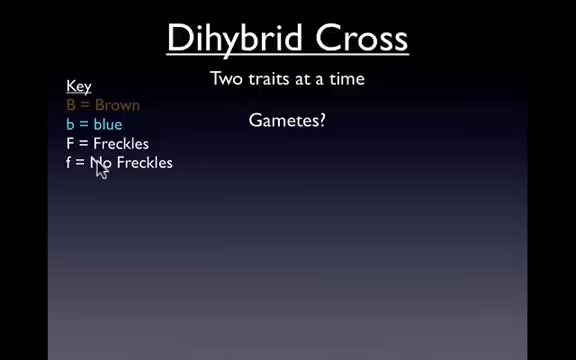 Dihybrid Cross
Two traits at a time
Key
B = Brown
b = blue
F = Freckles
f = No Freckles
Gametes?